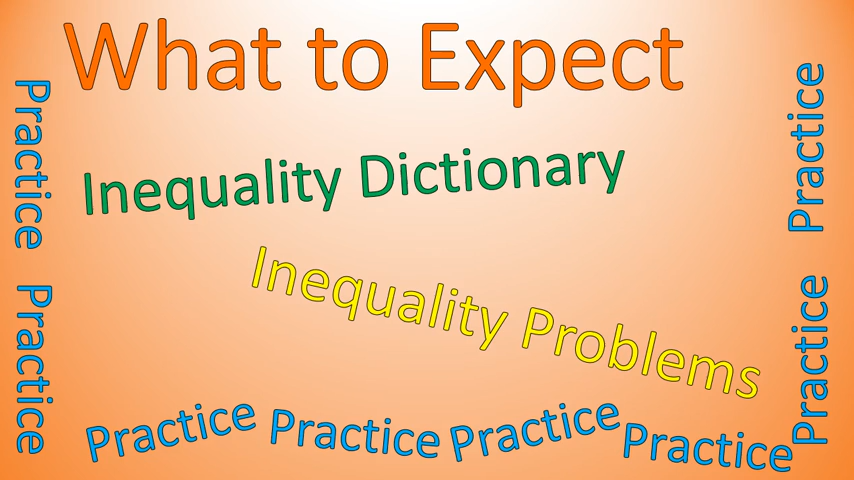 What to Expect
Practice
Practice
Inequality Dictionary
Inequality Problems
Practice
Practice
Practice Practice Practice Practice